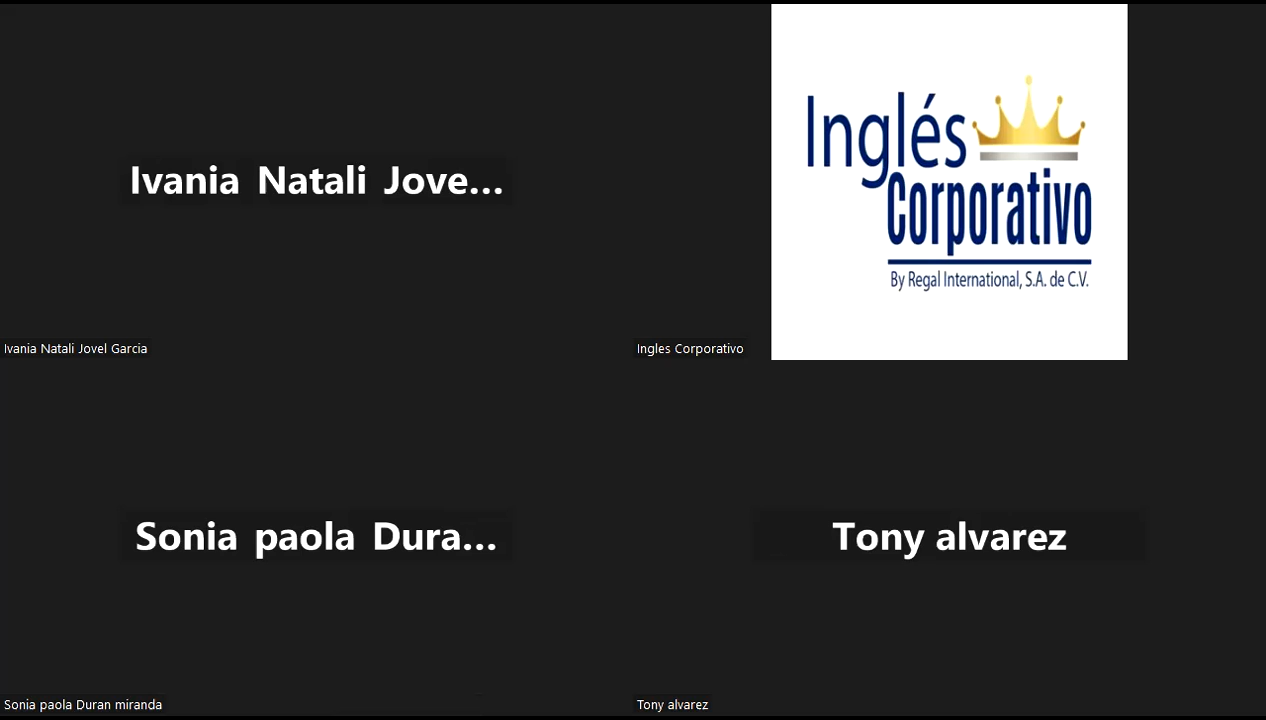 Ivania Natali Jove...
Ivania Natali Jovel Garcia
Inglés
Corporativo
By Regal International, S.A. de C.V.
Ingles Corporativo
Sonia paola Dura...
Sonia paola Duran miranda
Tony alvarez
Tony alvarez